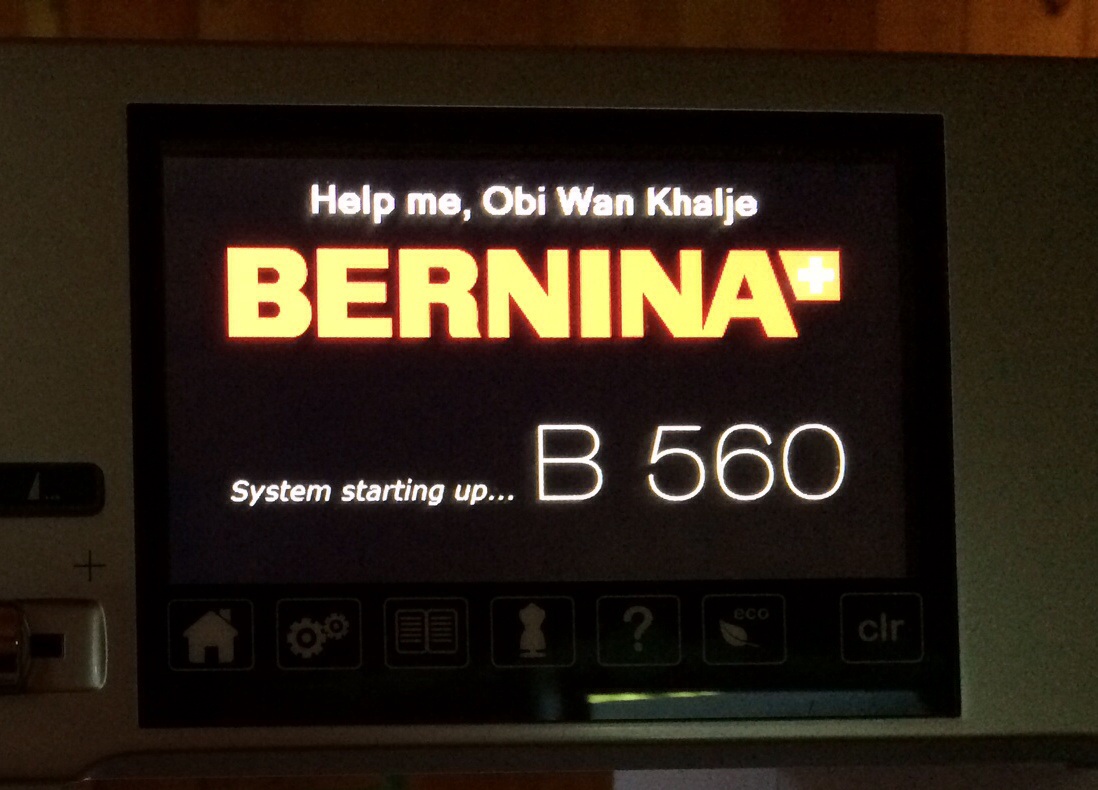 Help me, Obi Wan Khalje
BERNINA+
System starting up... B 560
eco
clr